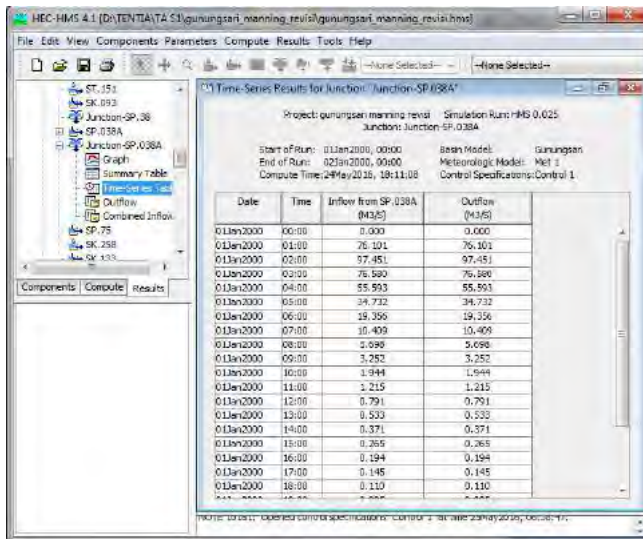 HEC-HMS 4.1 [D:\TENTIA\TA S1\gunungsari_manning_revisi\gunungsari_manning_revisi.hms]
File Edit View Components Parameters Compute Results Tools Help
--None Selected-- --None Selected--
ST.151
SK.093
Junction-SP.38
SP.038A
Junction-SP.038A
Graph
Summary Table
Time-Series Tabl
Outflow
Combined Inflow
SP.75
SK.258
SK.133
Components Compute Results
Time-Series Results for Junction "Junction-SP.038A"
Project: gunungsari manning revisi Simulation Run: HMS 0.025
Junction: Junction-SP.038A
Start of Run: 01Jan2000, 00:00 Basin Model: Gunungsari
End of Run: 02Jan2000, 00:00 Meteorologic Model: Met 1
Compute Time: 24May2016, 18:11:08 Control Specifications: Control 1
Date Time Inflow from SP.038A (M3/S) Outflow (M3/S)
01Jan2000 00:00 0.000 0.000
01Jan2000 01:00 76.101 76.101
01Jan2000 02:00 97.451 97.451
01Jan2000 03:00 76.580 76.580
01Jan2000 04:00 55.593 55.593
01Jan2000 05:00 34.732 34.732
01Jan2000 06:00 19.356 19.356
01Jan2000 07:00 10.409 10.409
01Jan2000 08:00 5.698 5.698
01Jan2000 09:00 3.252 3.252
01Jan2000 10:00 1.944 1.944
01Jan2000 11:00 1.215 1.215
01Jan2000 12:00 0.791 0.791
01Jan2000 13:00 0.533 0.533
01Jan2000 14:00 0.371 0.371
01Jan2000 15:00 0.265 0.265
01Jan2000 16:00 0.194 0.194
01Jan2000 17:00 0.145 0.145
01Jan2000 18:00 0.110 0.110